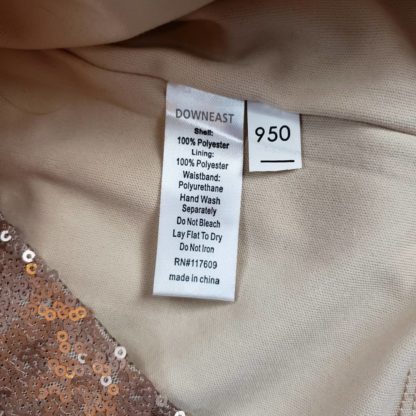 DOWNEAST
Shell:
100% Polyester
Lining:
100% Polyester
Waistband:
Polyurethane
Hand Wash
Separately
Do Not Bleach
Lay Flat To Dry
Do Not Iron
RN#117609
made in china
950